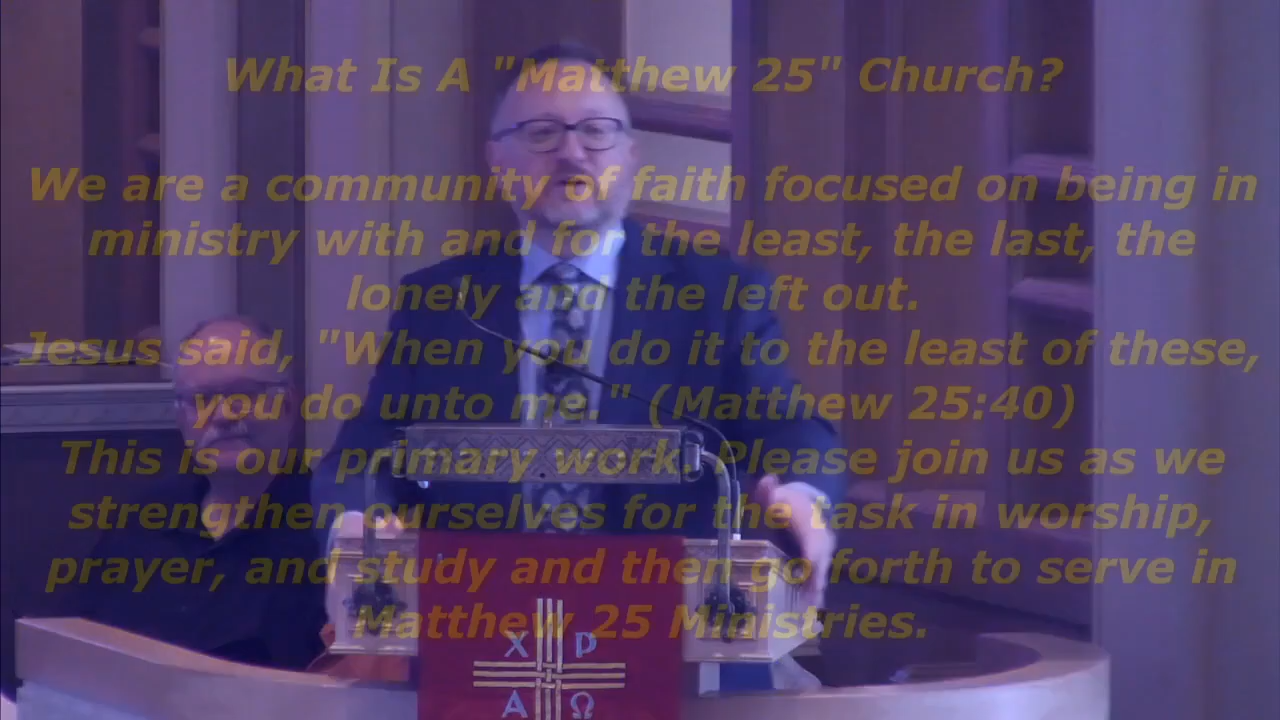 What Is A "Matthew 25" Church?
We are a community of faith focused on being in
ministry with and for the least, the last, the
lonely and the left out.
Jesus said, "When you do it to the least of these,
you do unto me." (Matthew 25:40)
This is our primary work. Please join us as we
strengthen ourselves for the task in worship,
prayer, and study and then go forth to serve in
Matthew 25 Ministries.
X P
A Ω